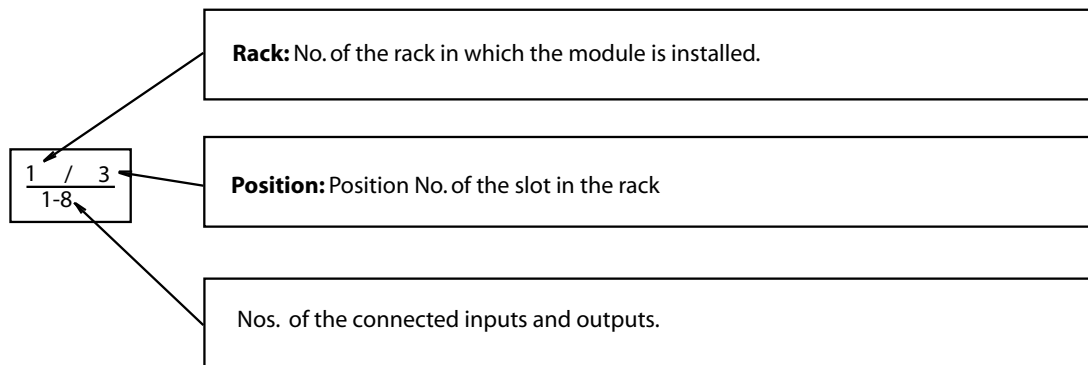 Rack: No. of the rack in which the module is installed.
1 / 3
1-8
Position: Position No. of the slot in the rack
Nos. of the connected inputs and outputs.